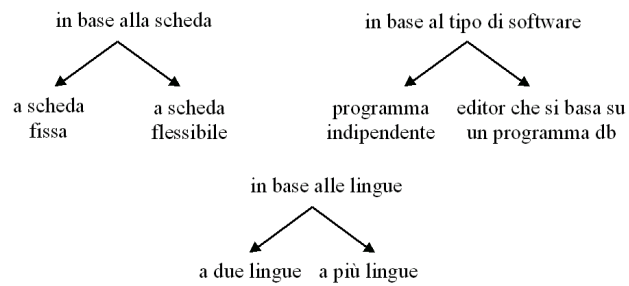 in base alla scheda
a scheda
fissa
a scheda
flessibile
in base al tipo di software
programma
indipendente
editor che si basa su
un programma db
in base alle lingue
a due lingue
a più lingue